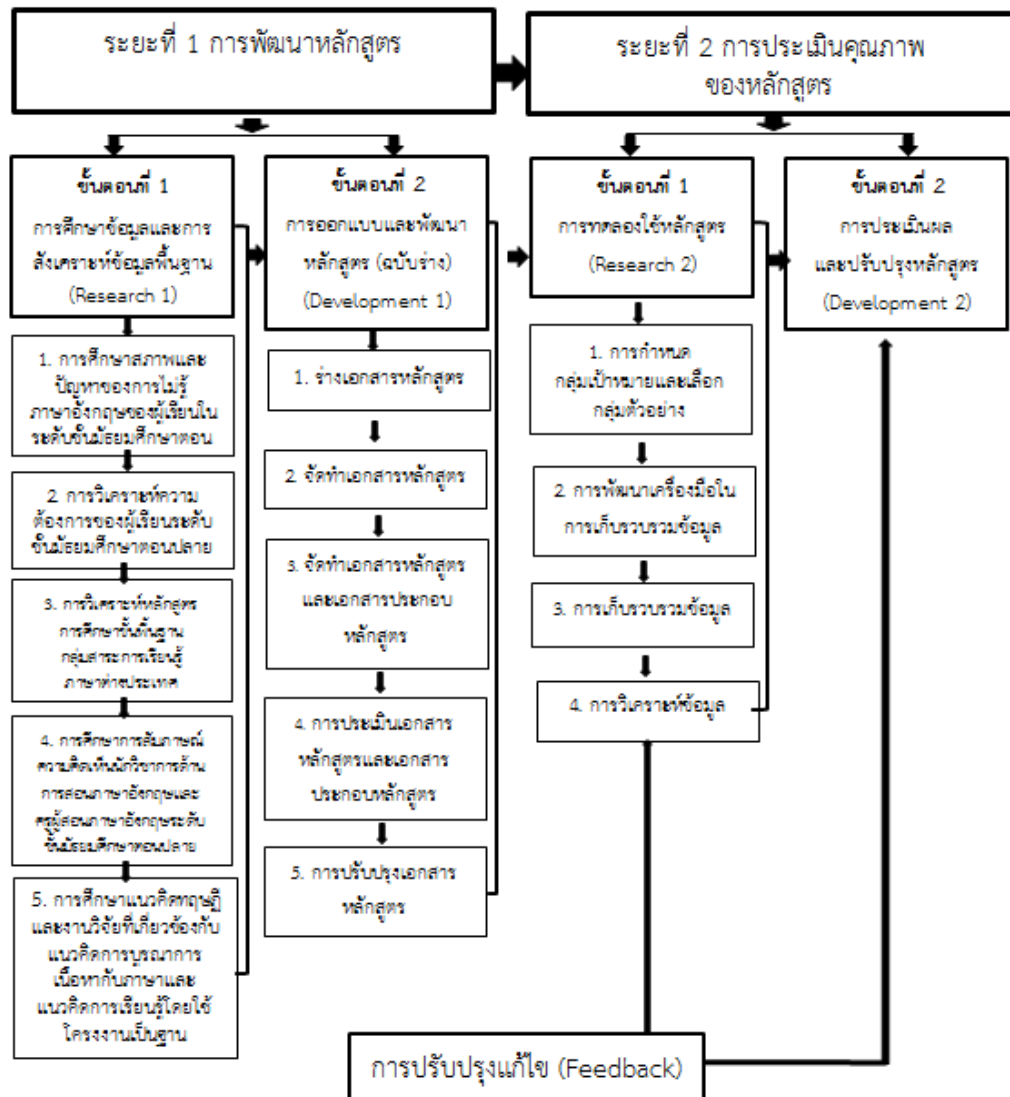 ระยะที่ 1 การพัฒนาหลักสูตร
ระยะที่ 2 การประเมินคุณภาพ
ของหลักสูตร
ขั้นตอนที่ 1
การศึกษาข้อมูลและการ
สังเคราะห์ข้อมูลพื้นฐาน
(Research 1)
1. การศึกษาสภาพและ
ปัญหาของการไม่รู้
ภาษาอังกฤษของผู้เรียนใน
ระดับชั้นมัธยมศึกษาตอน
2. การวิเคราะห์ความ
ต้องการของผู้เรียนระดับ
ชั้นมัธยมศึกษาตอนปลาย
3. การวิเคราะห์หลักสูตร
การศึกษาขั้นพื้นฐาน
กลุ่มสาระการเรียนรู้
ภาษาต่างประเทศ
4. การศึกษาการสัมภาษณ์
ความคิดเห็นนักวิชาการด้าน
การสอนภาษาอังกฤษและ
ครูผู้สอนภาษาอังกฤษระดับ
ชั้นมัธยมศึกษาตอนปลาย
5. การศึกษาแนวคิดทฤษฎี
และงานวิจัยที่เกี่ยวข้องกับ
แนวคิดการบูรณาการ
เนื้อหากับภาษาและ
แนวคิดการเรียนรู้โดยใช้
โครงงานเป็นฐาน
ขั้นตอนที่ 2
การออกแบบและพัฒนา
หลักสูตร (ฉบับร่าง)
(Development 1)
1. ร่างเอกสารหลักสูตร
2. จัดทำเอกสารหลักสูตร
3. จัดทำเอกสารหลักสูตร
และเอกสารประกอบ
หลักสูตร
4. การประเมินเอกสาร
หลักสูตรและเอกสาร
ประกอบหลักสูตร
5. การปรับปรุงเอกสาร
หลักสูตร
ขั้นตอนที่ 1
การทดลองใช้หลักสูตร
(Research 2)
1. การกำหนด
กลุ่มเป้าหมายและเลือก
กลุ่มตัวอย่าง
2. การพัฒนาเครื่องมือใน
การเก็บรวบรวมข้อมูล
3. การเก็บรวบรวมข้อมูล
4. การวิเคราะห์ข้อมูล
ขั้นตอนที่ 2
การประเมินผล
และปรับปรุงหลักสูตร
(Development 2)
การปรับปรุงแก้ไข (Feedback)